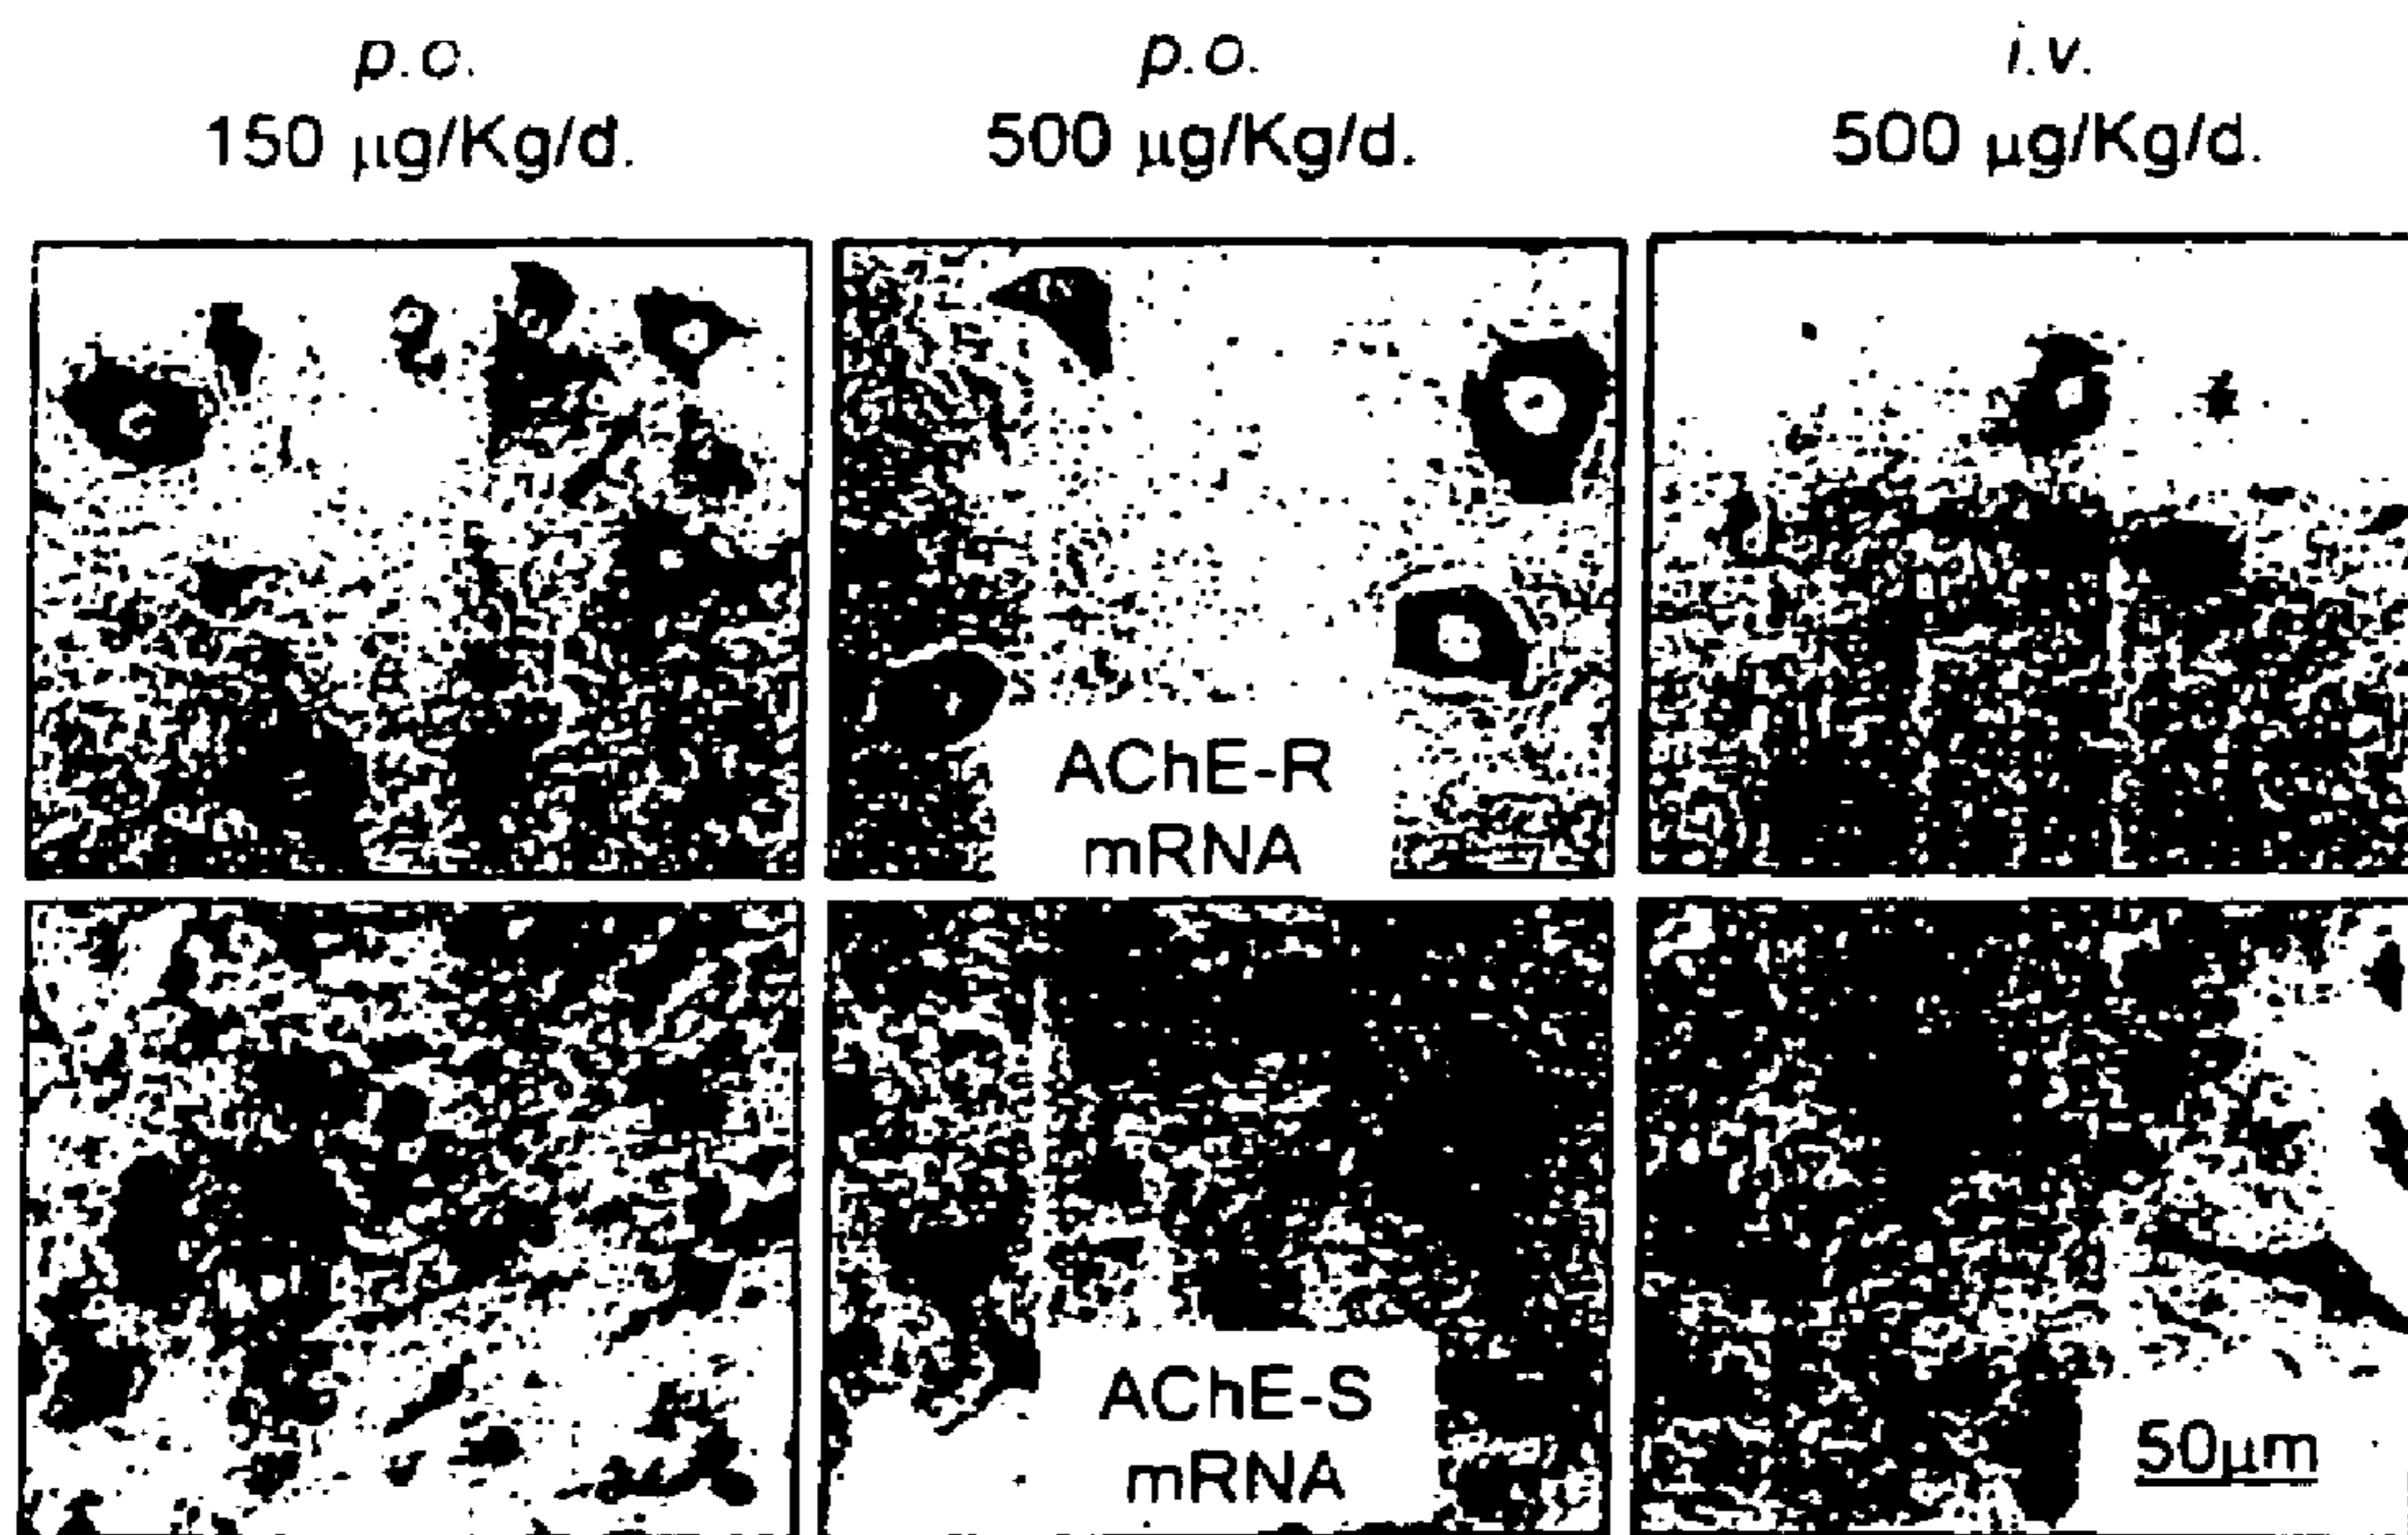 p.o.
150 µg/Kg/d.
p.o.
500 µg/Kg/d.
i.v.
500 µg/Kg/d.
AChE-R
mRNA
AChE-S
mRNA
50µm